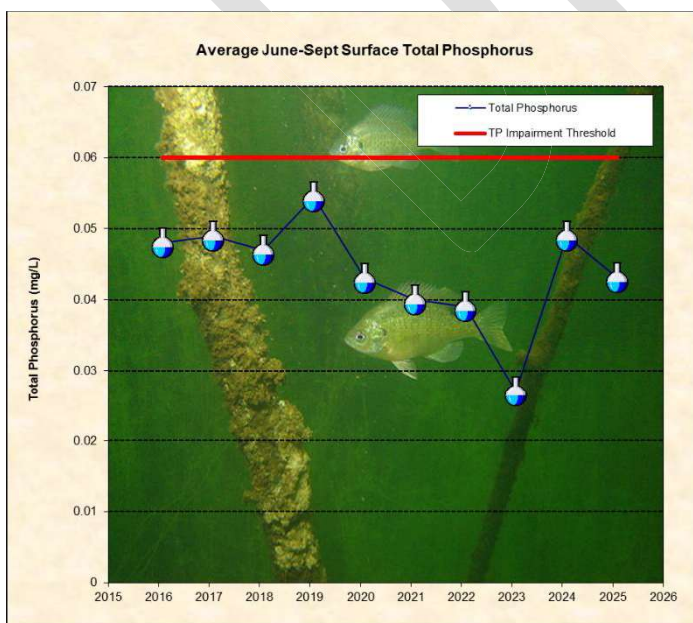 Average June-Sept Surface Total Phosphorus
0.07
Total Phosphorus
TP Impairment Threshold
0.06
0.05
0.04
0.03
0.02
0.01
0
Total Phosphorus (mg/L)
2015 2016 2017 2018 2019 2020 2021 2022 2023 2024 2025 2026